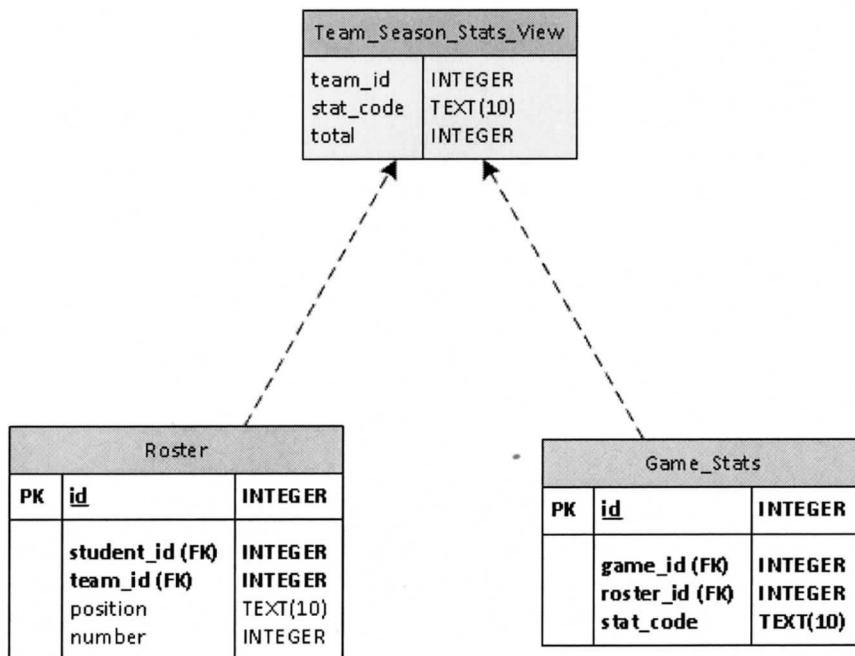 Team_Season_Stats_View
team_id INTEGER
stat_code TEXT(10)
total INTEGER
Roster
PK id INTEGER
student_id (FK) INTEGER
team_id (FK) INTEGER
position TEXT(10)
number INTEGER
Game_Stats
PK id INTEGER
game_id (FK) INTEGER
roster_id (FK) INTEGER
stat_code TEXT(10)